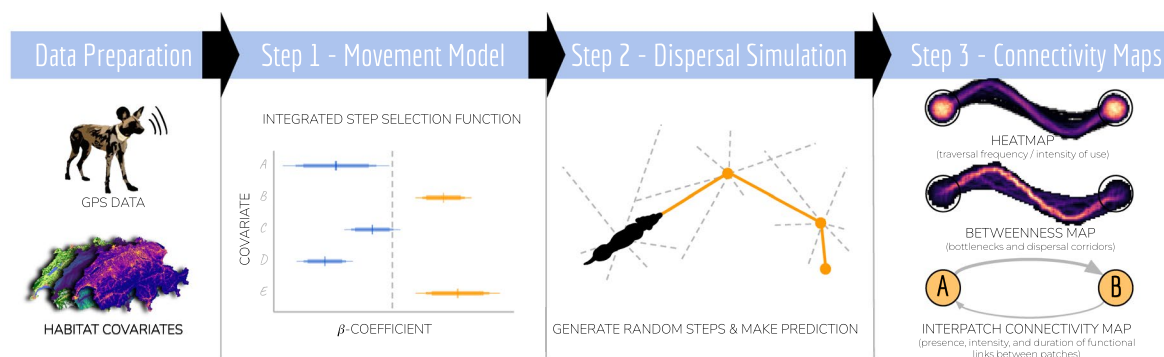 Data Preparation
Step 1 - Movement Model
Step 2 - Dispersal Simulation
Step 3 - Connectivity Maps
GPS DATA
HABITAT COVARIATES
INTEGRATED STEP SELECTION FUNCTION
COVARIATE
A
B
C
D
E
β-COEFFICIENT
GENERATE RANDOM STEPS & MAKE PREDICTION
HEATMAP
(traversal frequency / intensity of use)
BETWEENNESS MAP
(bottlenecks and dispersal corridors)
A
B
INTERPATCH CONNECTIVITY MAP
(presence, intensity, and duration of functional
links between patches)